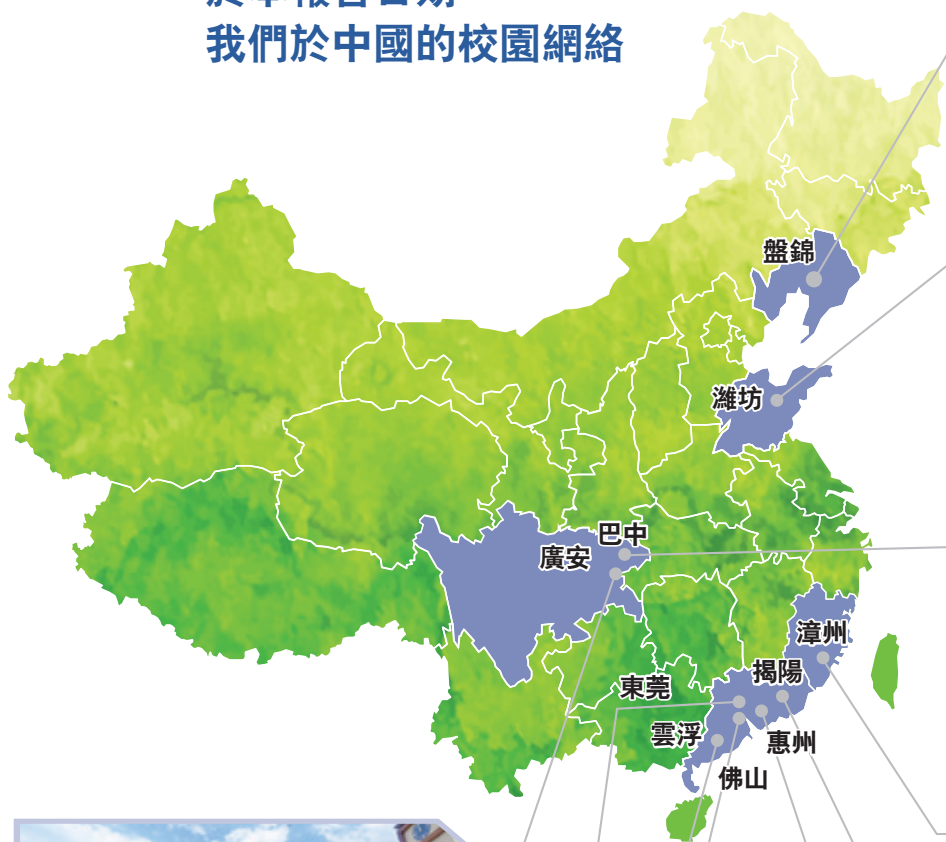 我們於中國的校園網絡
盤錦
濰坊
巴中
廣安
漳州
揭陽
東莞
雲浮
惠州
佛山